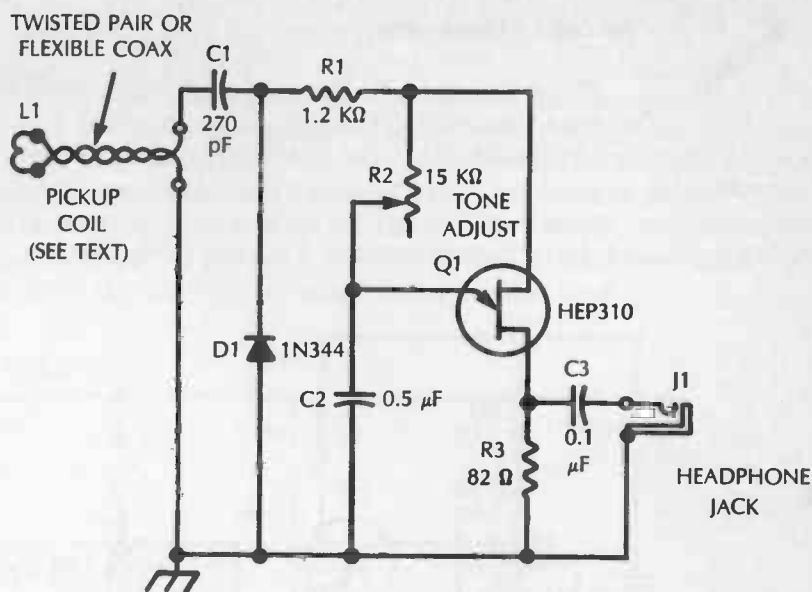 TWISTED PAIR OR
FLEXIBLE COAX
L1
PICKUP
COIL
(SEE TEXT)
C1
270
pF
R1
1.2 KΩ
R2
15 KΩ
TONE
ADJUST
Q1
HEP310
D1
1N344
C2
0.5 μF
C3
0.1
μF
R3
82 Ω
J1
HEADPHONE
JACK